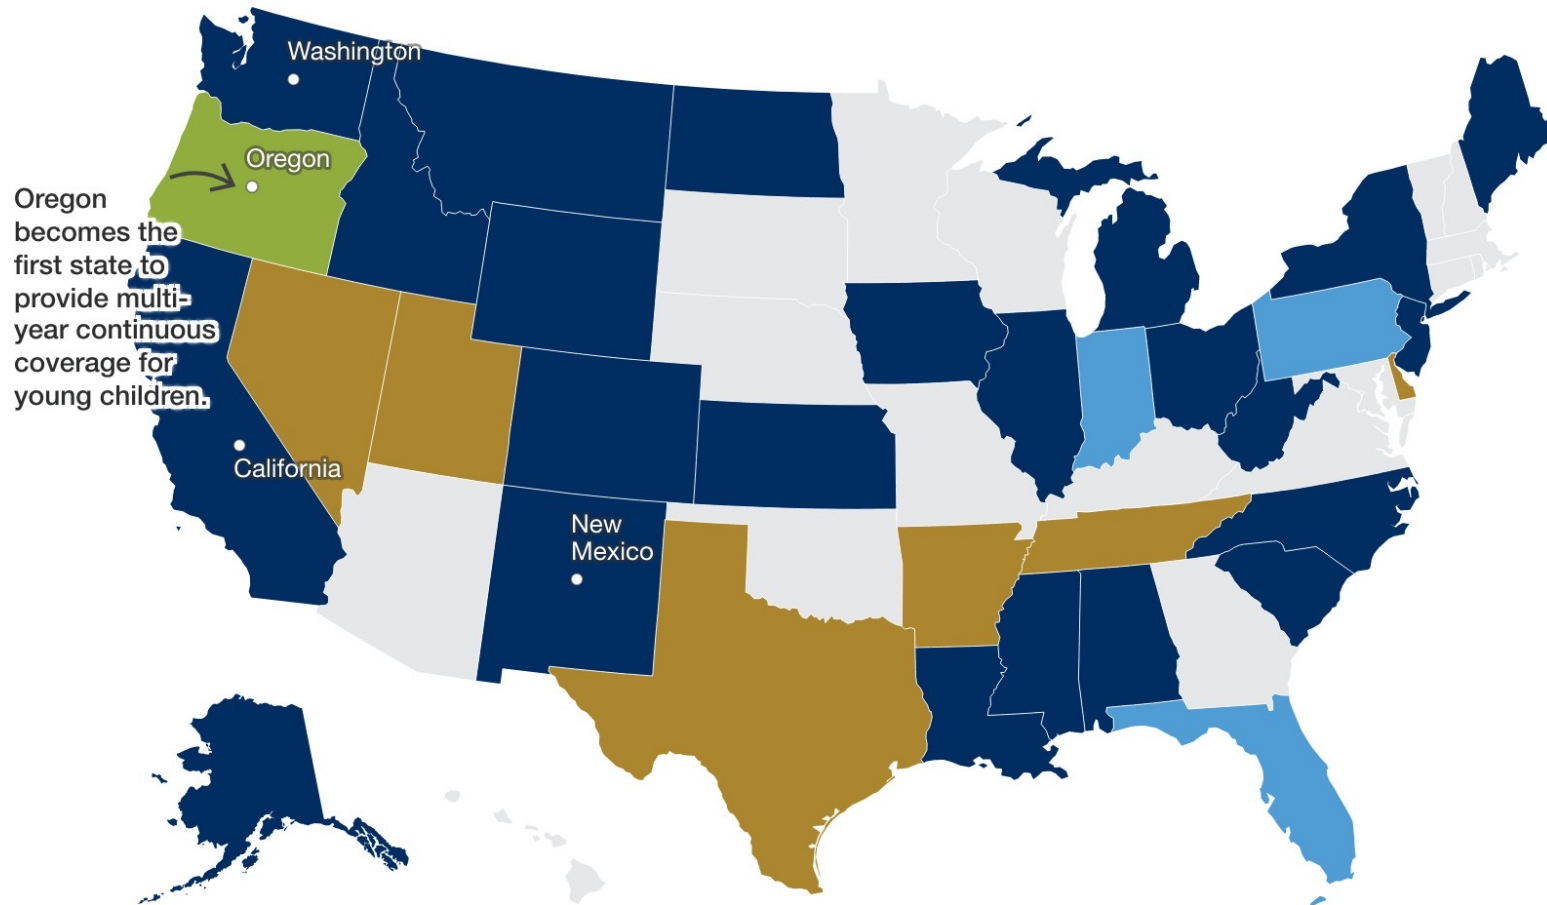 Washington
Oregon
Oregon
becomes the
first state to
provide multi-
year continuous
coverage for
young children.
California
New
Mexico